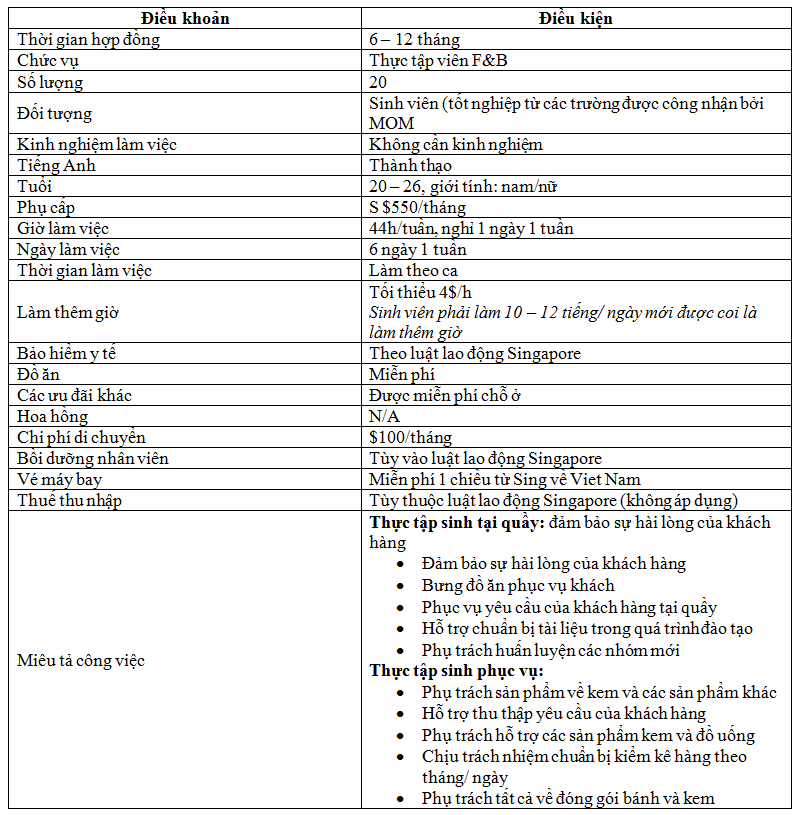 Điều khoản Điều kiện
Thời gian hợp đồng 6 – 12 tháng
Chức vụ Thực tập viên F&B
Số lượng 20
Đối tượng Sinh viên (tốt nghiệp từ các trường được công nhận bởi
MOM
Kinh nghiệm làm việc Không cần kinh nghiệm
Tiếng Anh Thành thạo
Tuổi 20 – 26, giới tính: nam/nữ
Phụ cấp S $550/tháng
Giờ làm việc 44h/tuần, nghỉ 1 ngày 1 tuần
Ngày làm việc 6 ngày 1 tuần
Thời gian làm việc Làm theo ca
Làm thêm giờ Tối thiểu 4$/h
Sinh viên phải làm 10 – 12 tiếng/ ngày mới được coi là
làm thêm giờ
Bảo hiểm y tế Theo luật lao động Singapore
Đồ ăn Miễn phí
Các ưu đãi khác Được miễn phí chỗ ở
Hoa hồng N/A
Chi phí di chuyển $100/tháng
Bồi dưỡng nhân viên Tùy vào luật lao động Singapore
Vé máy bay Miễn phí 1 chiều từ Sing về Viet Nam
Thuế thu nhập Tùy thuộc luật lao động Singapore (không áp dụng)
Miêu tả công việc Thực tập sinh tại quầy: đảm bảo sự hài lòng của khách
hàng
• Đảm bảo sự hài lòng của khách hàng
• Bưng đồ ăn phục vụ khách
• Phục vụ yêu cầu của khách hàng tại quầy
• Hỗ trợ chuẩn bị tài liệu trong quá trình đào tạo
• Phụ trách huấn luyện các nhóm mới
Thực tập sinh phục vụ:
• Phụ trách sản phẩm về kem và các sản phẩm khác
• Hỗ trợ thu thập yêu cầu của khách hàng
• Phụ trách hỗ trợ các sản phẩm kem và đồ uống
• Chịu trách nhiệm chuẩn bị kiểm kê hàng theo
tháng/ ngày
• Phụ trách tất cả về đóng gói bánh và kem